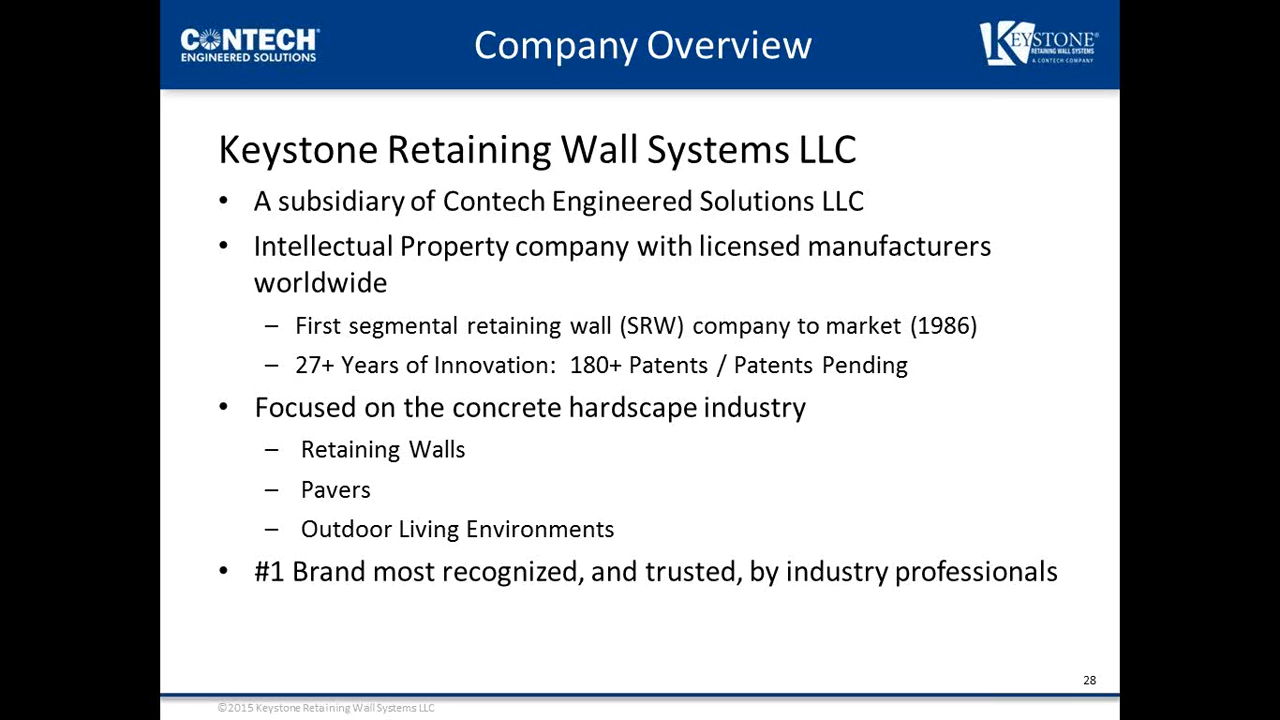 CONTECH®
ENGINEERED SOLUTIONS
Company Overview
KEYSTONE®
RETAINING WALL SYSTEMS
A CONTECH COMPANY
Keystone Retaining Wall Systems LLC
• A subsidiary of Contech Engineered Solutions LLC
• Intellectual Property company with licensed manufacturers
worldwide
– First segmental retaining wall (SRW) company to market (1986)
– 27+ Years of Innovation: 180+ Patents / Patents Pending
• Focused on the concrete hardscape industry
– Retaining Walls
– Pavers
– Outdoor Living Environments
• #1 Brand most recognized, and trusted, by industry professionals
28
©2015 Keystone Retaining Wall Systems LLC